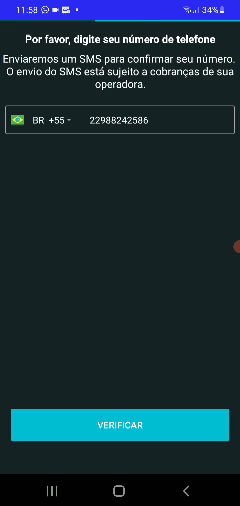 11:58 34%
Por favor, digite seu número de telefone
Enviaremos um SMS para confirmar seu número.
O envio do SMS está sujeito a cobranças de sua
operadora.
BR +55 22988242586
VERIFICAR